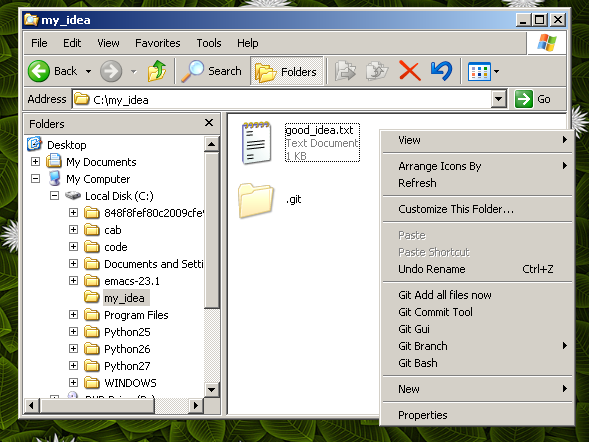 my_idea
File Edit View Favorites Tools Help
Back Search Folders
Address C:\my_idea Go
Folders
Desktop
My Documents
My Computer
Local Disk (C:)
848f8fef80c2009cfe9
cab
code
Documents and Setti
emacs-23.1
my_idea
Program Files
Python25
Python26
Python27
WINDOWS
good_idea.txt
Text Document
1 KB
.git
View
Arrange Icons By
Refresh
Customize This Folder...
Paste
Paste Shortcut
Undo Rename Ctrl+Z
Git Add all files now
Git Commit Tool
Git Gui
Git Branch
Git Bash
New
Properties